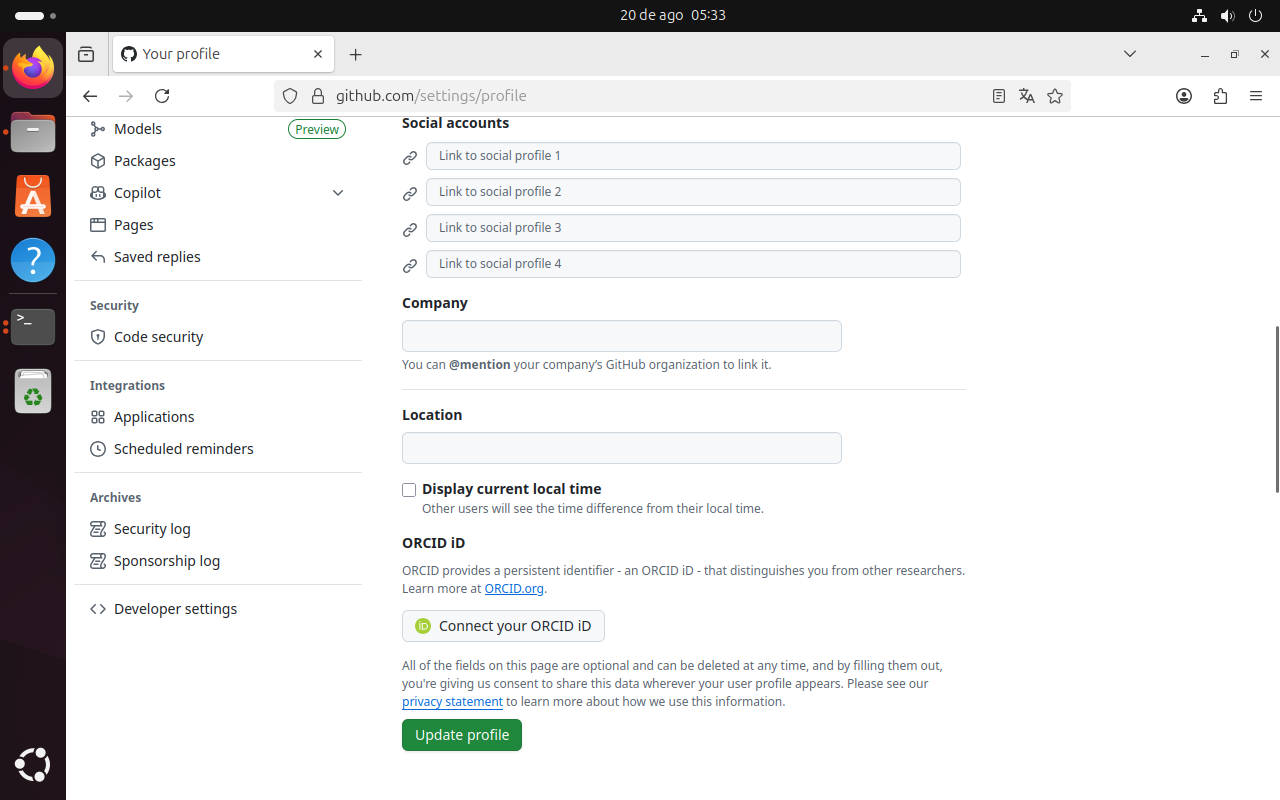 20 de ago 05:33
Your profile
github.com/settings/profile
Models
Preview
Packages
Copilot
Pages
Saved replies
Security
Code security
Integrations
Applications
Scheduled reminders
Archives
Security log
Sponsorship log
Developer settings
Social accounts
Link to social profile 1
Link to social profile 2
Link to social profile 3
Link to social profile 4
Company
You can @mention your company's GitHub organization to link it.
Location
Display current local time
Other users will see the time difference from their local time.
ORCID iD
ORCID provides a persistent identifier - an ORCID iD - that distinguishes you from other researchers.
Learn more at ORCID.org.
iD Connect your ORCID iD
All of the fields on this page are optional and can be deleted at any time, and by filling them out,
you're giving us consent to share this data wherever your user profile appears. Please see our
privacy statement to learn more about how we use this information.
Update profile